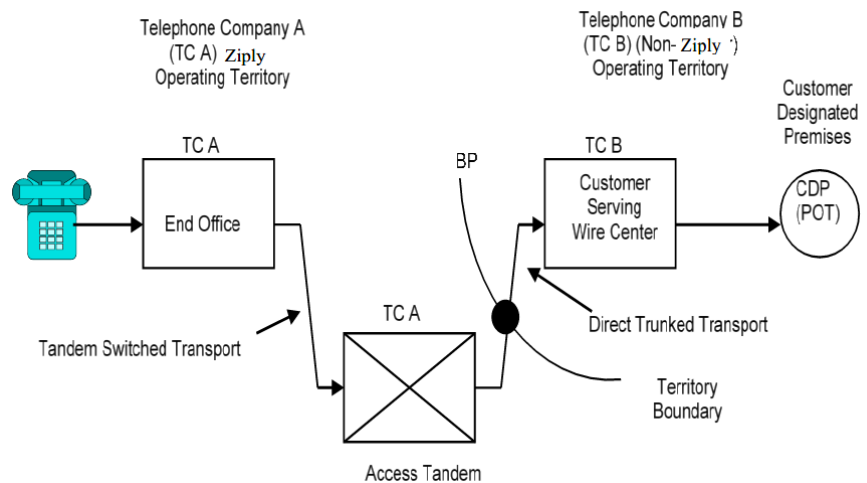 Telephone Company A
(TC A) Ziply
Operating Territory
Telephone Company B
(TC B) (Non- Ziply )
Operating Territory
Customer
Designated
Premises
TC A
End Office
BP
TC B
Customer
Serving
Wire Center
CDP
(POT)
Tandem Switched Transport
TC A
Direct Trunked Transport
Territory
Boundary
Access Tandem